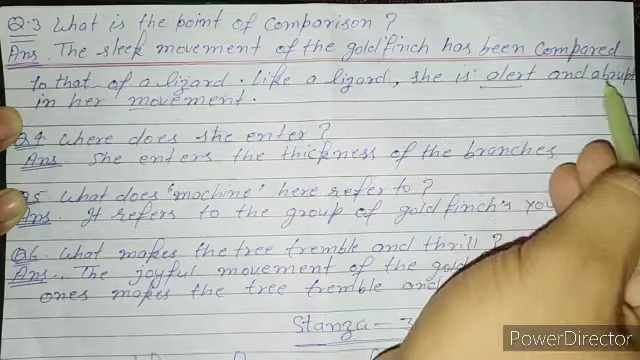 Q.3 What is the point of comparison ?
Ans. The sleek movement of the goldfinch has been compared
to that of a lizard. Like a lizard, she is alert and abrupt
in her movement.
Q4 Where does she enter ?
Ans. She enters the thickness of the branches
Q5 What does "machine" here refer to ?
Ans. It refers to the group of goldfinch's
Q6. What makes the tree tremble and thrill ?
Ans.. The joyful movement of the
ones makes the tree tremble and
Stanza - 3
PowerDirector